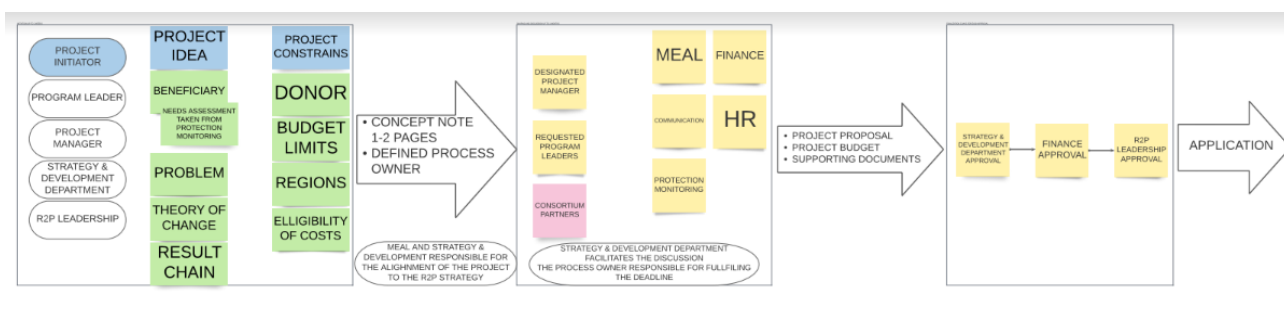 PROJECT
INITIATOR
PROGRAM LEADER
PROJECT
MANAGER
STRATEGY &
DEVELOPMENT
DEPARTMENT
R2P LEADERSHIP
PROJECT
IDEA
BENEFICIARY
NEEDS ASSESSMENT
TAKEN FROM
PROTECTION
MONITORING
PROBLEM
THEORY OF
CHANGE
RESULT
CHAIN
PROJECT
CONSTRAINS
DONOR
BUDGET
LIMITS
REGIONS
ELLIGIBILITY
OF COSTS
• CONCEPT NOTE
1-2 PAGES
• DEFINED PROCESS
OWNER
MEAL AND STRATEGY &
DEVELOPMENT RESPONSIBLE FOR
THE ALIGHNMENT OF THE PROJECT
TO THE R2P STRATEGY
DESIGNATED
PROJECT
MANAGER
REQUESTED
PROGRAM
LEADERS
CONSORTIUM
PARTNERS
MEAL
FINANCE
COMMUNICATION
HR
PROTECTION
MONITORING
STRATEGY & DEVELOPMENT DEPARTMENT
FACILITATES THE DISCUSSION
THE PROCESS OWNER RESPONSIBLE FOR FULLFILING
THE DEADLINE
• PROJECT PROPOSAL
• PROJECT BUDGET
• SUPPORTING DOCUMENTS
STRATEGY &
DEVELOPMENT
DEPARTMENT
APPROVAL
FINANCE
APPROVAL
R2P
LEADERSHIP
APPROVAL
APPLICATION